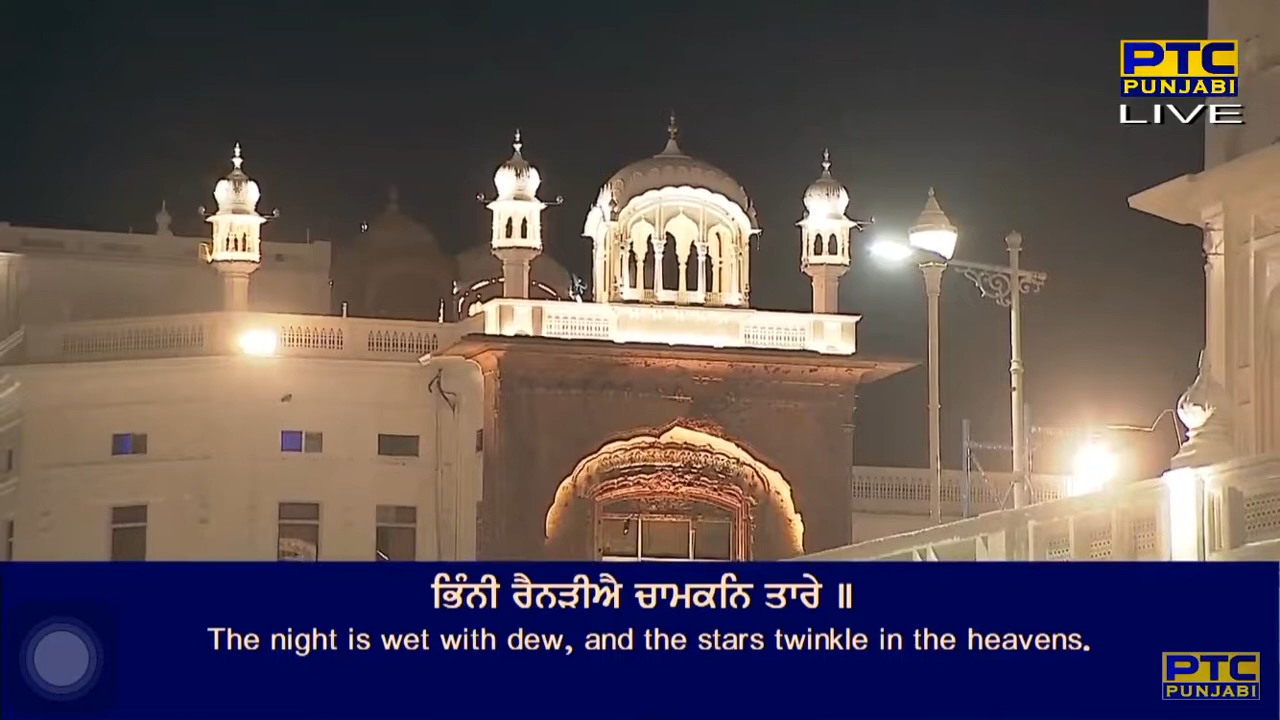 PTC
PUNJABI
LIVE
ਭਿੰਨੀ ਰੈਨੜੀਐ ਚਾਮਕਨਿ ਤਾਰੇ ॥
The night is wet with dew, and the stars twinkle in the heavens.
PTC
PUNJABI